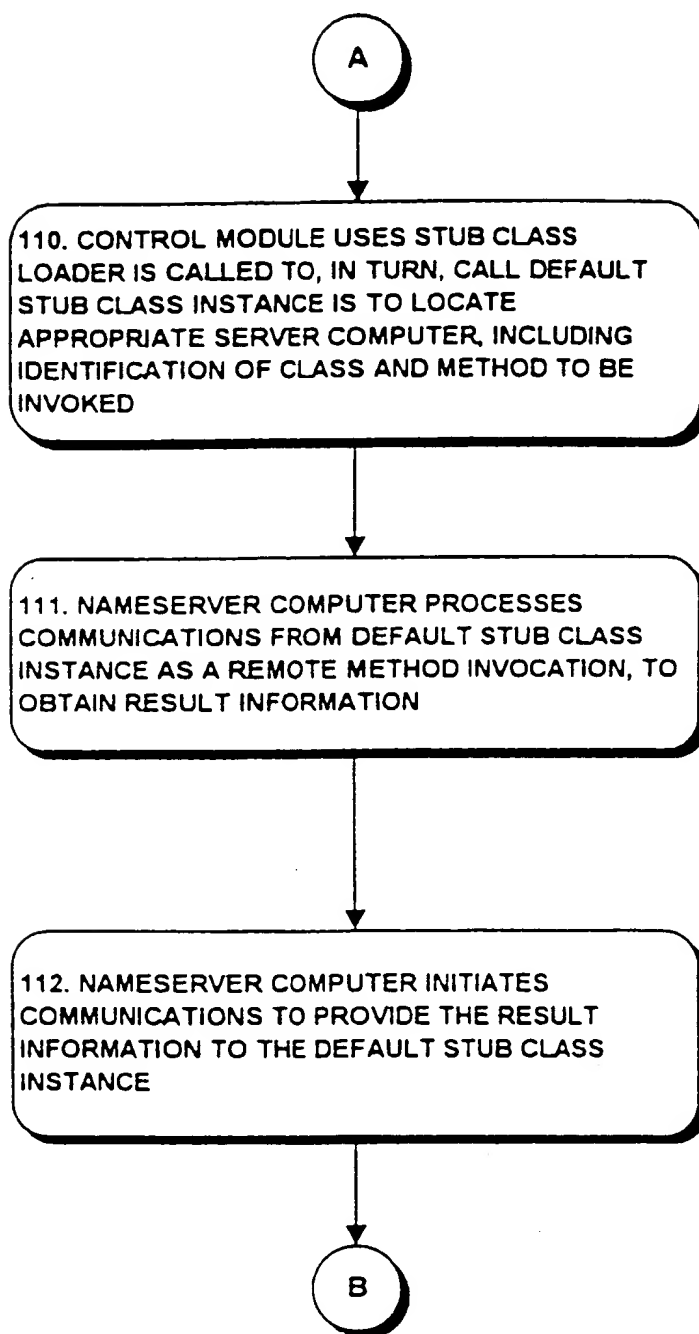 A
110. CONTROL MODULE USES STUB CLASS
LOADER IS CALLED TO, IN TURN, CALL DEFAULT
STUB CLASS INSTANCE IS TO LOCATE
APPROPRIATE SERVER COMPUTER, INCLUDING
IDENTIFICATION OF CLASS AND METHOD TO BE
INVOKED
111. NAMESERVER COMPUTER PROCESSES
COMMUNICATIONS FROM DEFAULT STUB CLASS
INSTANCE AS A REMOTE METHOD INVOCATION, TO
OBTAIN RESULT INFORMATION
112. NAMESERVER COMPUTER INITIATES
COMMUNICATIONS TO PROVIDE THE RESULT
INFORMATION TO THE DEFAULT STUB CLASS
INSTANCE
B